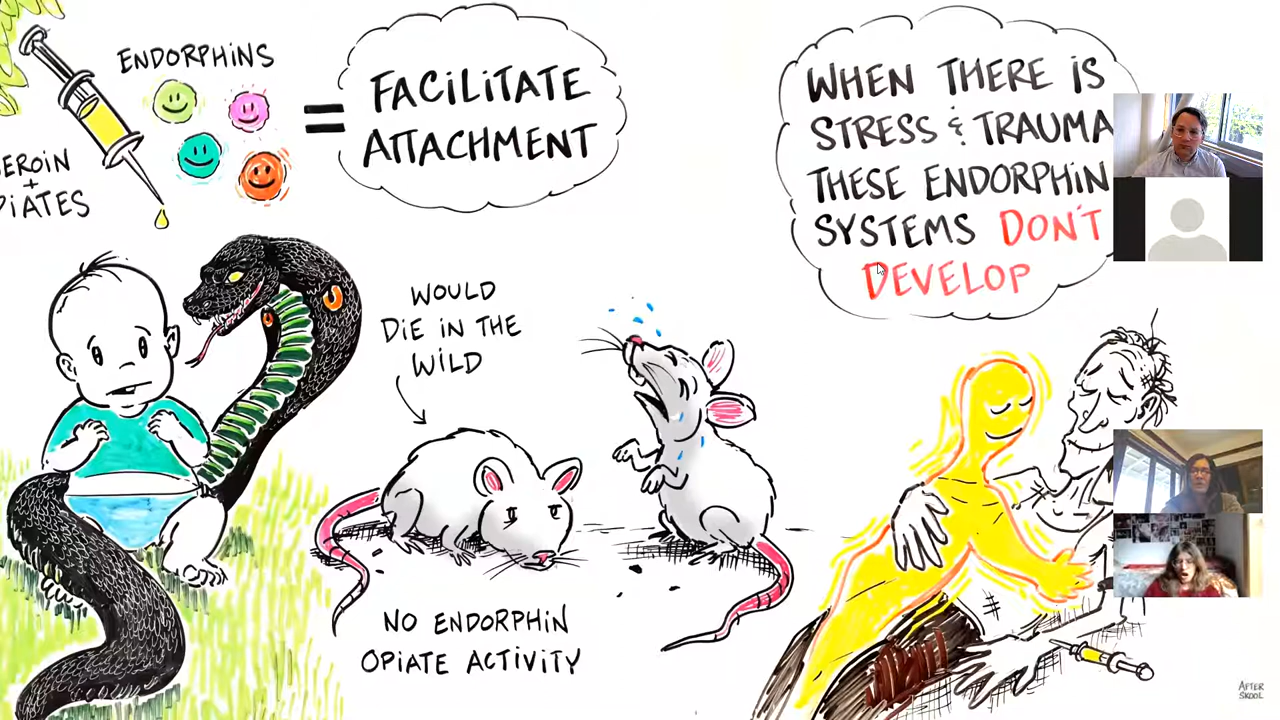 ENDORPHINS
=
FACILITATE
ATTACHMENT
EROIN
+
PIATES
WHEN THERE IS
STRESS & TRAUMA
THESE ENDORPHIN
SYSTEMS DON'T
DEVELOP
WOULD
DIE IN THE
WILD
NO ENDORPHIN
OPIATE ACTIVITY
AFTER
SKOOL